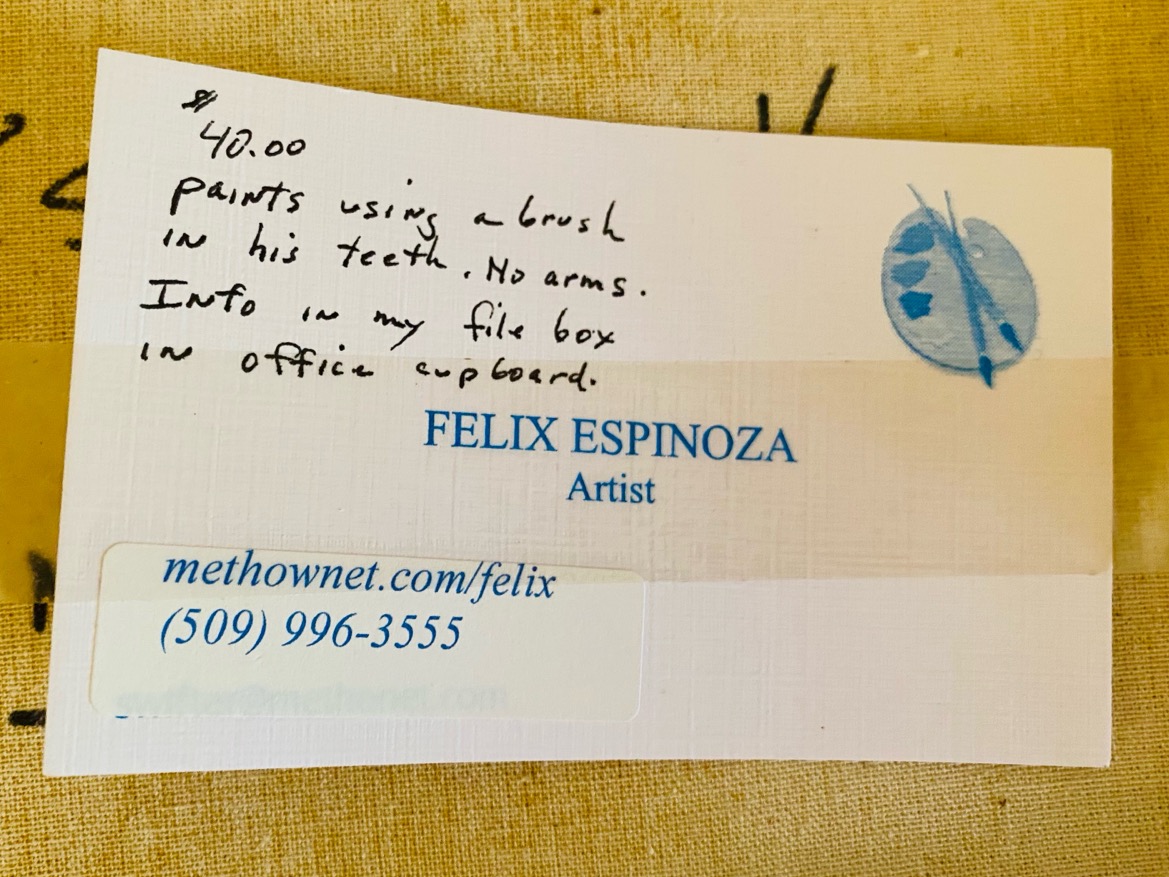 $
40.00
paints using a brush
in his teeth. No arms.
Info in my file box
in office cupboard.
FELIX ESPINOZA
Artist
methownet.com/felix
(509) 996-3555